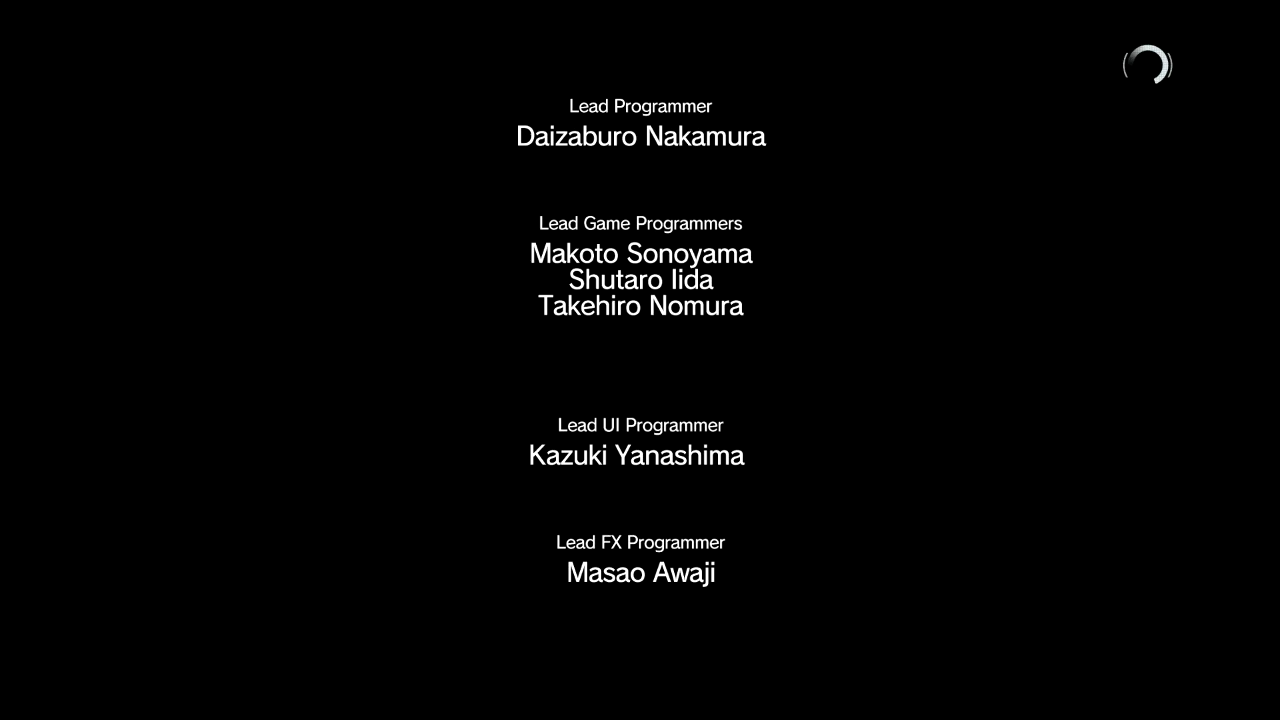 Lead Programmer
Daizaburo Nakamura
Lead Game Programmers
Makoto Sonoyama
Shutaro Iida
Takehiro Nomura
Lead UI Programmer
Kazuki Yanashima
Lead FX Programmer
Masao Awaji